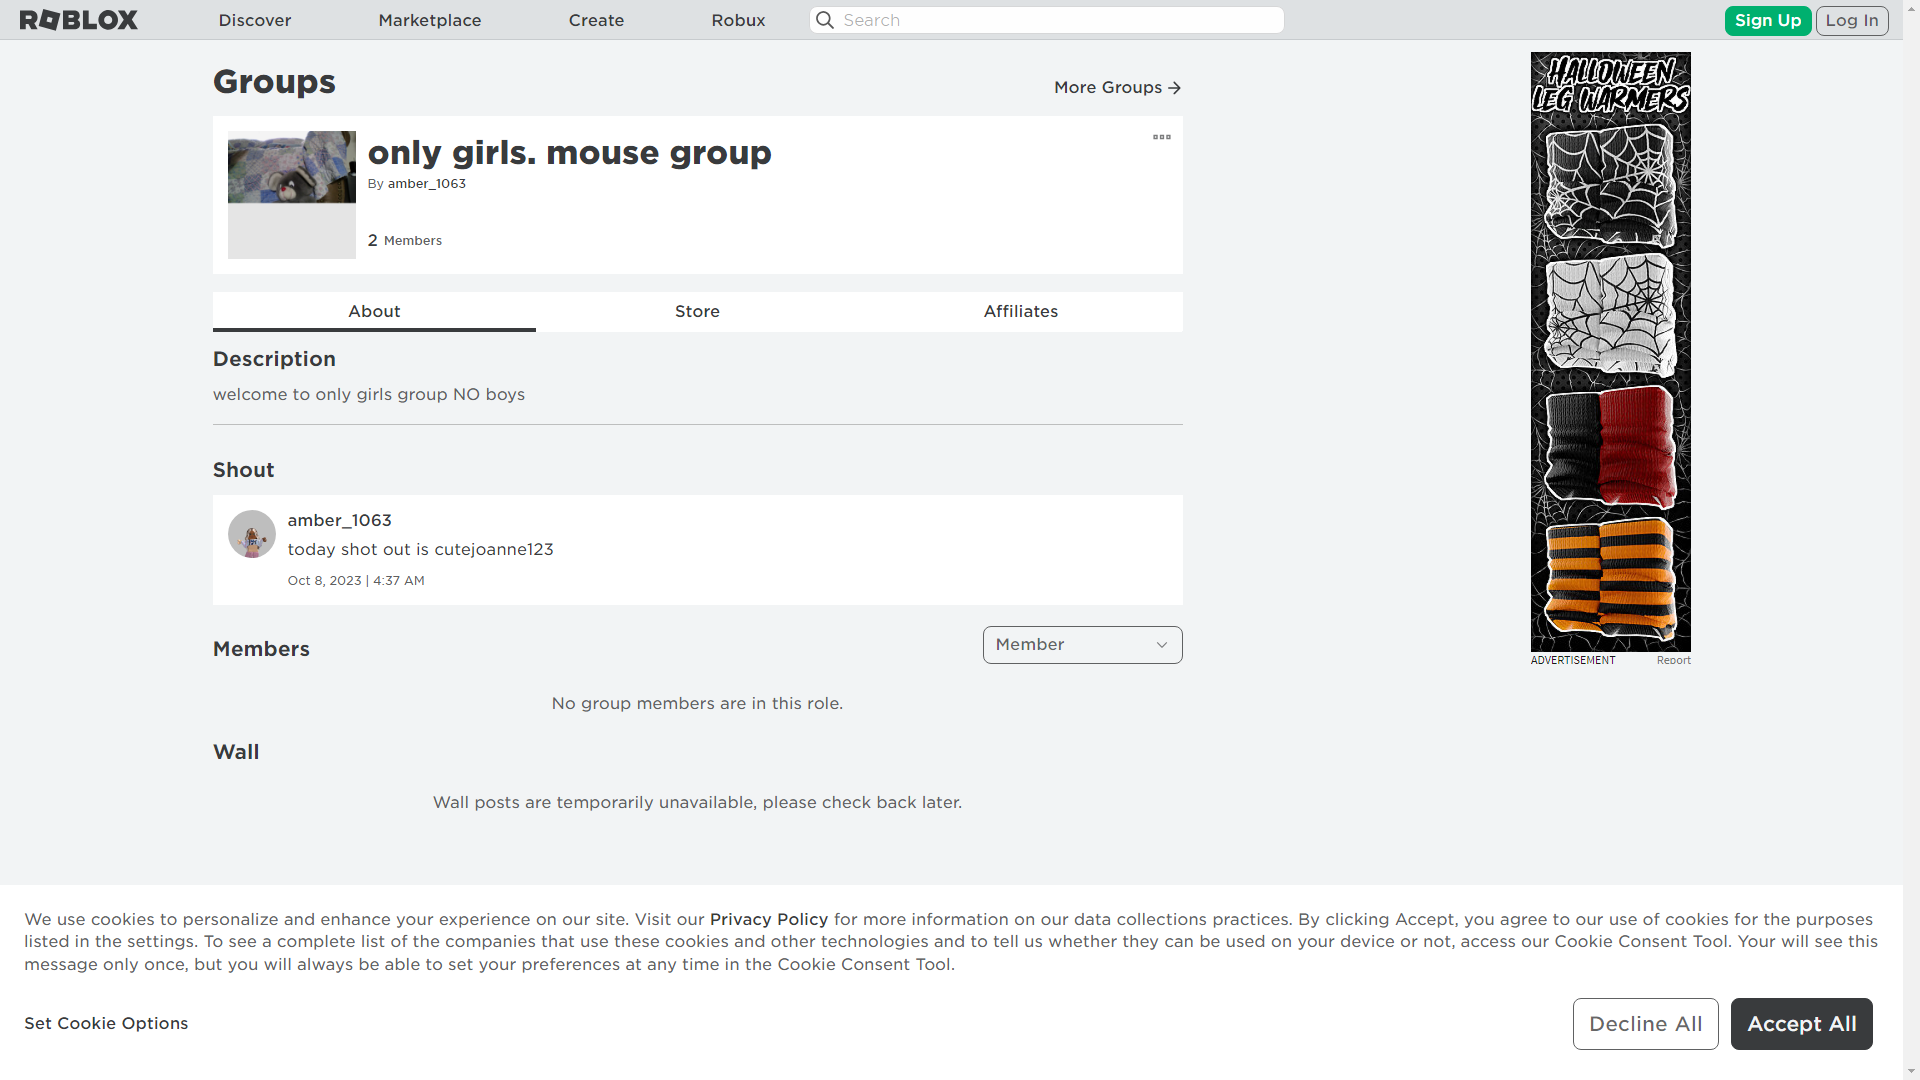 ROBLOX
Discover
Marketplace
Create
Robux
Search
Sign Up
Log In
Groups
More Groups
only girls. mouse group
By amber_1063
2 Members
About
Store
Affiliates
Description
welcome to only girls group NO boys
Shout
amber_1063
today shot out is cutejoanne123
Oct 8, 2023 | 4:37 AM
Members
Member
No group members are in this role.
Wall
Wall posts are temporarily unavailable, please check back later.
HALLOWEEN
LEG WARMERS
ADVERTISEMENT
Report
We use cookies to personalize and enhance your experience on our site. Visit our Privacy Policy for more information on our data collections practices. By clicking Accept, you agree to our use of cookies for the purposes
listed in the settings. To see a complete list of the companies that use these cookies and other technologies and to tell us whether they can be used on your device or not, access our Cookie Consent Tool. Your will see this
message only once, but you will always be able to set your preferences at any time in the Cookie Consent Tool.
Set Cookie Options
Decline All
Accept All